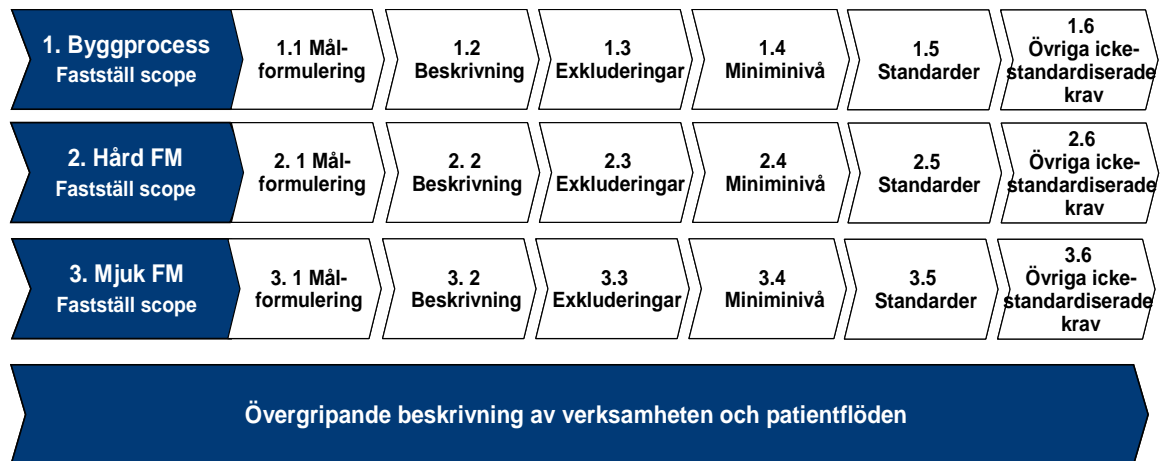 1. Byggprocess
Fastställ scope
1.1 Mål-
formulering
1.2
Beskrivning
1.3
Exkluderingar
1.4
Miniminivå
1.5
Standarder
1.6
Övriga icke-
standardiserade
krav
2. Hård FM
Fastställ scope
2. 1 Mål-
formulering
2. 2
Beskrivning
2.3
Exkluderingar
2.4
Miniminivå
2.5
Standarder
2.6
Övriga icke-
standardiserade
krav
3. Mjuk FM
Fastställ scope
3. 1 Mål-
formulering
3. 2
Beskrivning
3.3
Exkluderingar
3.4
Miniminivå
3.5
Standarder
3.6
Övriga icke-
standardiserade
krav
Övergripande beskrivning av verksamheten och patientflöden